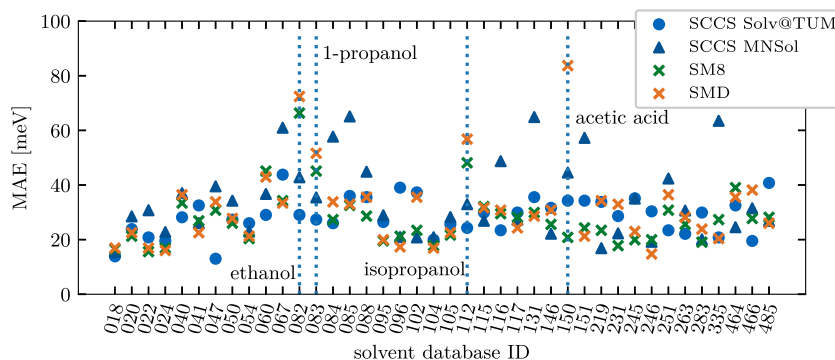 100
80
60
40
20
0
MAE [meV]
SCCS Solv@TUM
SCCS MNSol
SM8
SMD
1-propanol
acetic acid
ethanol
isopropanol
018 020 022 024 040 041 047 050 054 060 067 082 083 084 085 088 095 096 102 104 105 112 115 116 117 131 146 150 151 219 231 245 246 251 263 283 335 464 466 485
solvent database ID